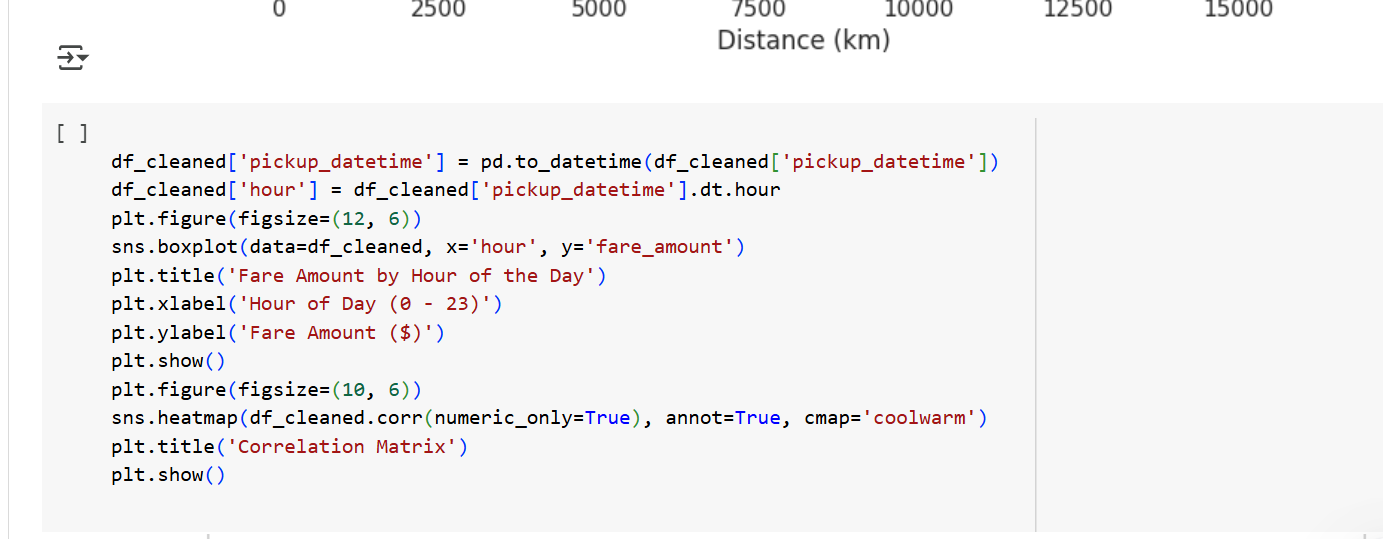 0 2500 5000 7500 10000 12500 15000
Distance (km)
[ ]
df_cleaned['pickup_datetime'] = pd.to_datetime(df_cleaned['pickup_datetime'])
df_cleaned['hour'] = df_cleaned['pickup_datetime'].dt.hour
plt.figure(figsize=(12, 6))
sns.boxplot(data=df_cleaned, x='hour', y='fare_amount')
plt.title('Fare Amount by Hour of the Day')
plt.xlabel('Hour of Day (0 - 23)')
plt.ylabel('Fare Amount ($)')
plt.show()
plt.figure(figsize=(10, 6))
sns.heatmap(df_cleaned.corr(numeric_only=True), annot=True, cmap='coolwarm')
plt.title('Correlation Matrix')
plt.show()